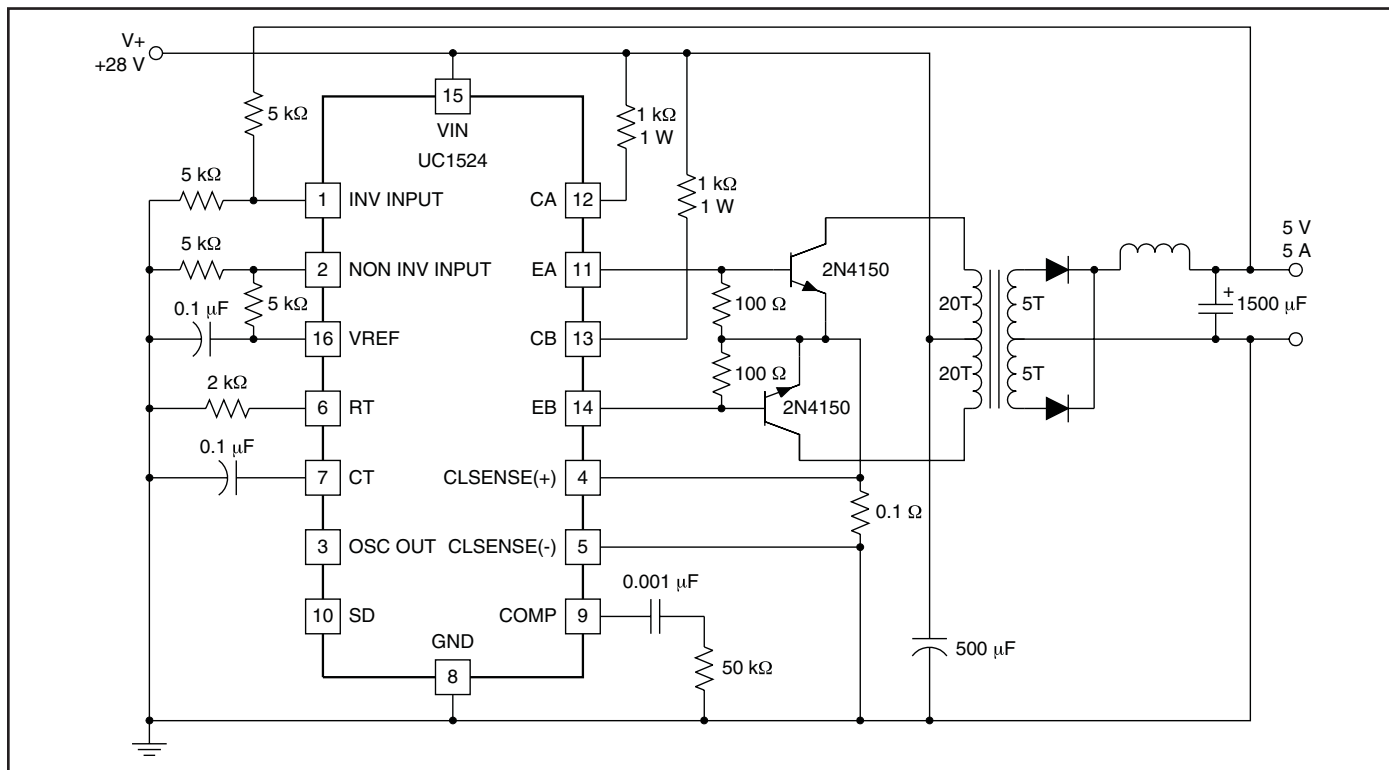 V+
+28 V
15
VIN
UC1524
5 kΩ
1 kΩ
1 W
1 kΩ
1 W
5 kΩ
1
INV INPUT
CA
12
5 kΩ
2
NON INV INPUT
EA
11
2N4150
5 kΩ
100 Ω
0.1 µF
16
VREF
CB
13
100 Ω
2 kΩ
6
RT
EB
14
2N4150
20T
5T
20T
5T
5 V
5 A
+
1500 µF
0.1 µF
7
CT
CLSENSE(+)
4
0.1 Ω
3
OSC OUT
CLSENSE(-)
5
0.001 µF
10
SD
COMP
9
GND
8
50 kΩ
500 µF